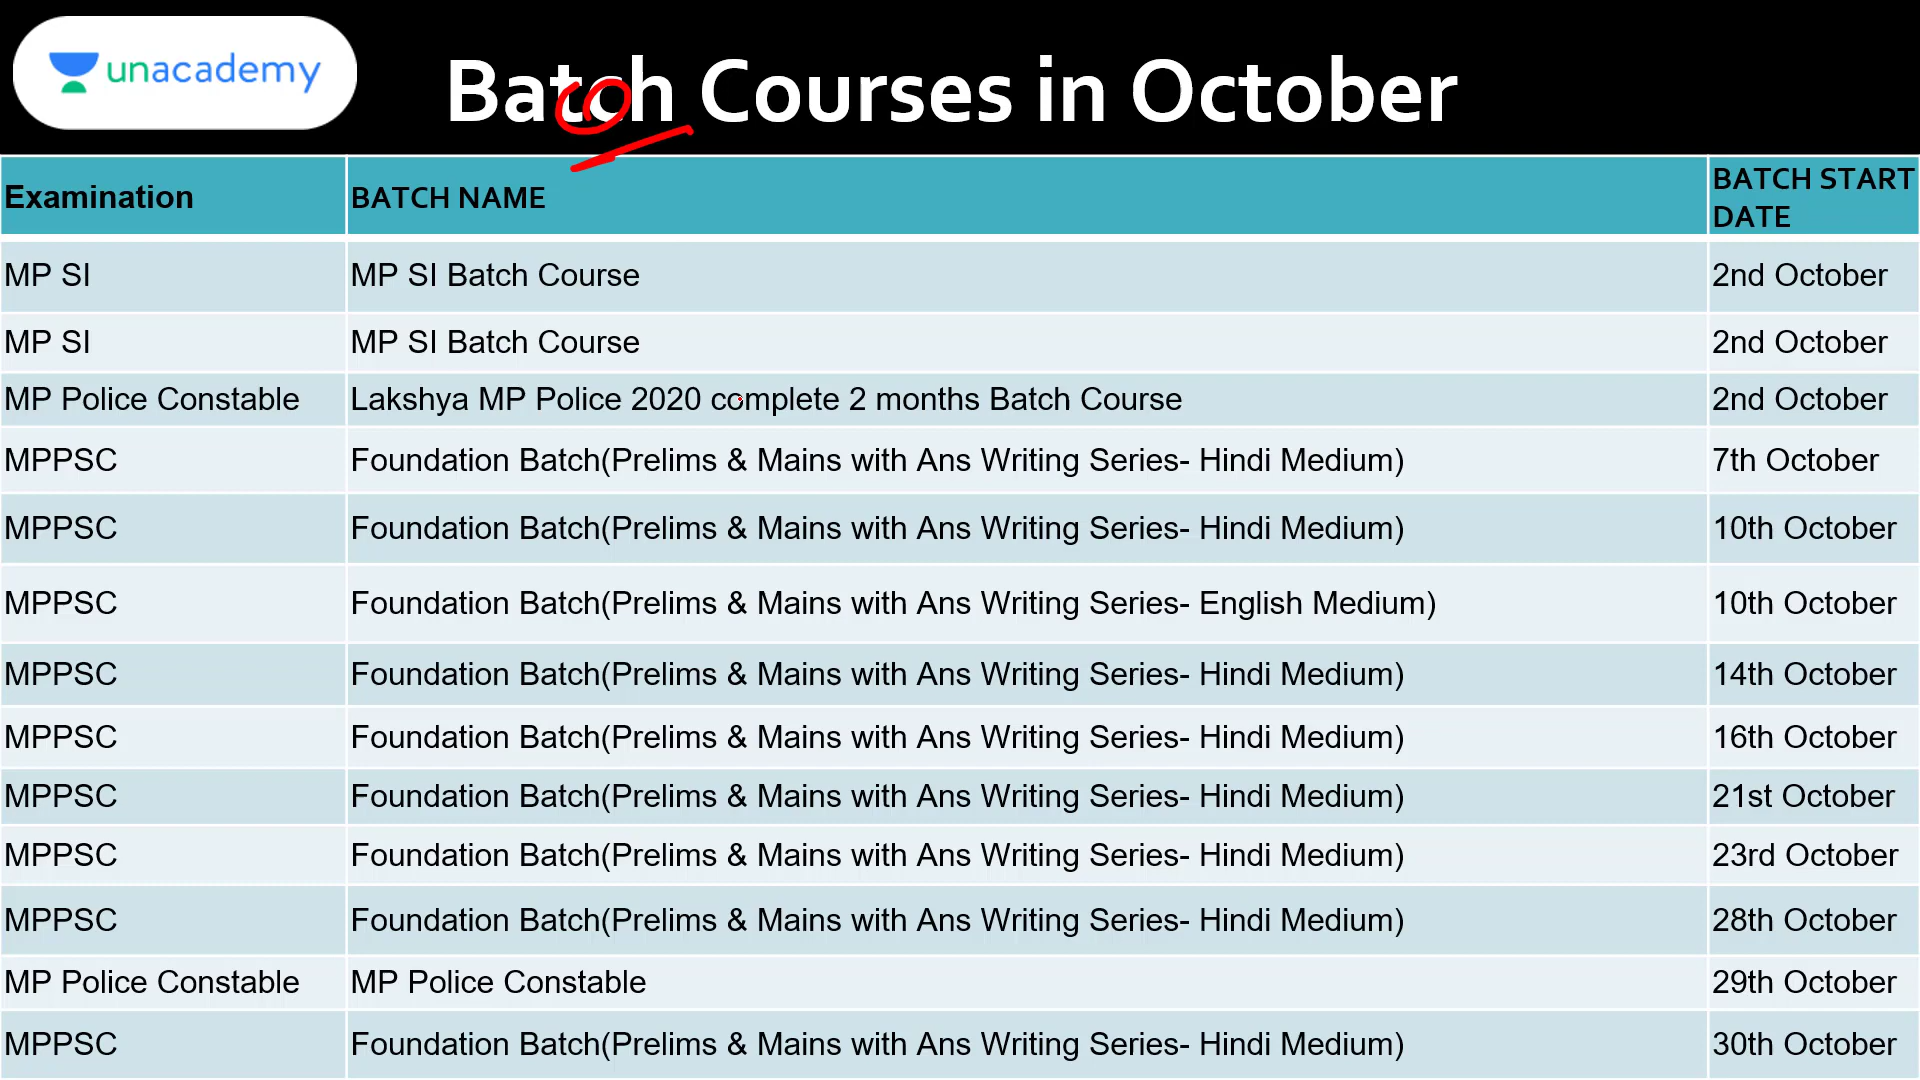 unacademy
Batch Courses in October
Examination BATCH NAME BATCH START DATE
MP SI MP SI Batch Course 2nd October
MP SI MP SI Batch Course 2nd October
MP Police Constable Lakshya MP Police 2020 complete 2 months Batch Course 2nd October
MPPSC Foundation Batch(Prelims & Mains with Ans Writing Series- Hindi Medium) 7th October
MPPSC Foundation Batch(Prelims & Mains with Ans Writing Series- Hindi Medium) 10th October
MPPSC Foundation Batch(Prelims & Mains with Ans Writing Series- English Medium) 10th October
MPPSC Foundation Batch(Prelims & Mains with Ans Writing Series- Hindi Medium) 14th October
MPPSC Foundation Batch(Prelims & Mains with Ans Writing Series- Hindi Medium) 16th October
MPPSC Foundation Batch(Prelims & Mains with Ans Writing Series- Hindi Medium) 21st October
MPPSC Foundation Batch(Prelims & Mains with Ans Writing Series- Hindi Medium) 23rd October
MPPSC Foundation Batch(Prelims & Mains with Ans Writing Series- Hindi Medium) 28th October
MP Police Constable MP Police Constable 29th October
MPPSC Foundation Batch(Prelims & Mains with Ans Writing Series- Hindi Medium) 30th October